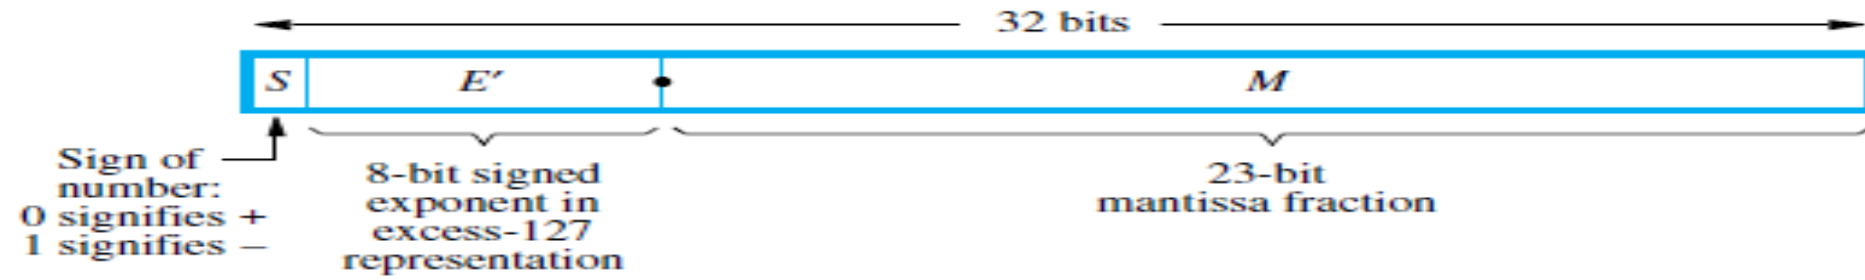 32 bits
S E′ M
Sign of
number:
0 signifies +
1 signifies −
8-bit signed
exponent in
excess-127
representation
23-bit
mantissa fraction